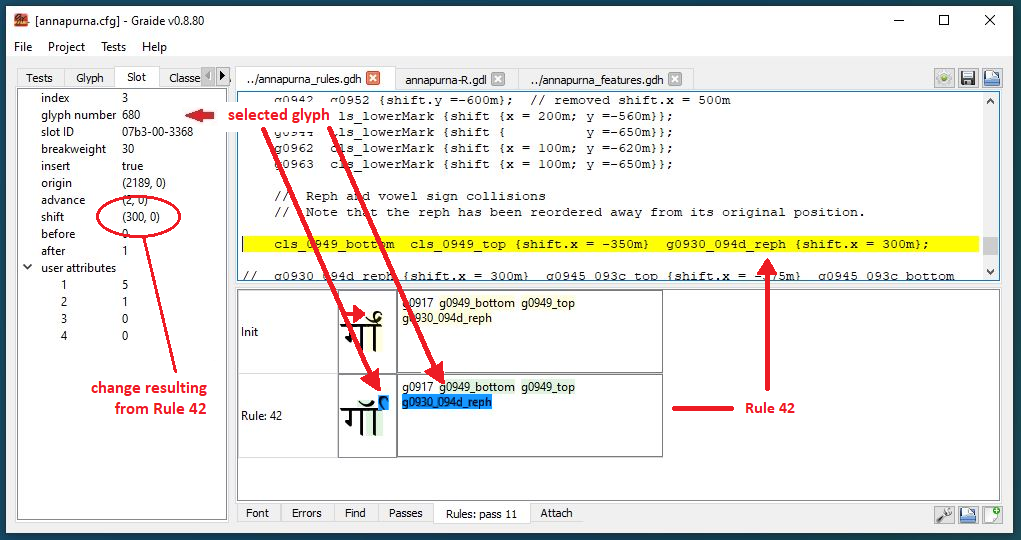 [annapurna.cfg] - Graide v0.8.80
File Project Tests Help
Tests Glyph Slot Classe
../annapurna_rules.gdh annapurna-R.gdl ../annapurna_features.gdh
index 3
glyph number 680
slot ID 07b3-00-3368
breakweight 30
insert true
origin (2189, 0)
advance (2, 0)
shift (300, 0)
before 0
after 1
user attributes
1 5
2 1
3 0
4 0
selected glyph
change resulting
from Rule 42
g0942 g0952 {shift.y =-600m}; // removed shift.x = 500m
cls_lowerMark {shift {x = 200m; y =-560m}};
g0944 cls_lowerMark {shift { y =-560m}};
g0962 cls_lowerMark {shift {x = 100m; y =-620m}};
g0963 cls_lowerMark {shift {x = 100m; y =-650m}};
// Reph and vowel sign collisions
// Note that the reph has been reordered away from its original position.
cls_0949_bottom cls_0949_top {shift.x = -350m} g0930_094d_reph {shift.x = 300m};
// g0930_094d_reph {shift.x = 300m} g0945_093c_top {shift.x = -375m} g0945_093c_bottom
Init
र्गॉ
g0917 g0949_bottom g0949_top
g0930_094d_reph
Rule: 42
र्गॉ
g0917 g0949_bottom g0949_top
g0930_094d_reph
Rule 42
Font Errors Find Passes Rules: pass 11 Attach